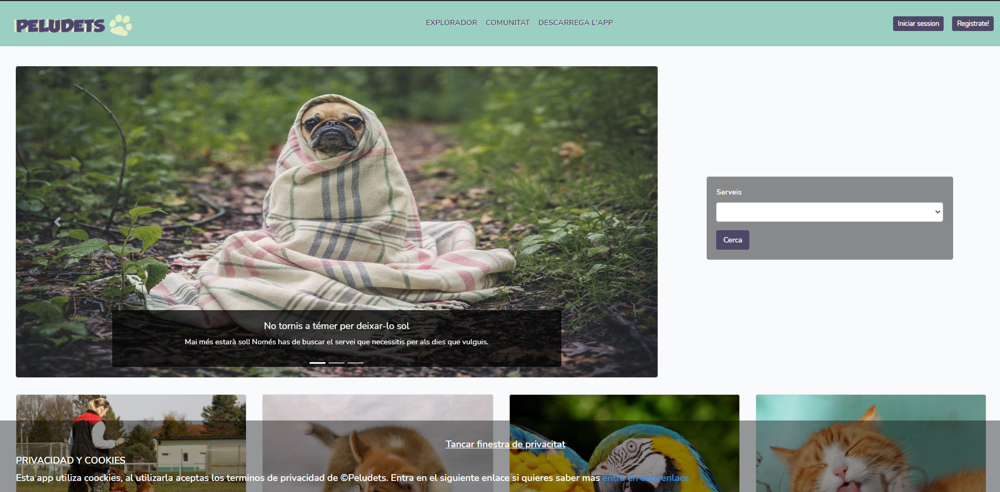 PELUDETS
EXPLORADOR COMUNITAT DESCARREGA L'APP
Iniciar session Registrate!
Serveis
Cerca
No tornis a témer per deixar-lo sol
Mai més estarà sol! Només has de buscar el servei que necessitis per als dies que vulguis.
Tancar finestra de privacitat
PRIVACIDAD Y COOKIES
Esta app utiliza coockies, al utilizarla aceptas los terminos de privacidad de ©Peludets. Entra en el siguiente enlace si quieres saber mas entra en este enlace